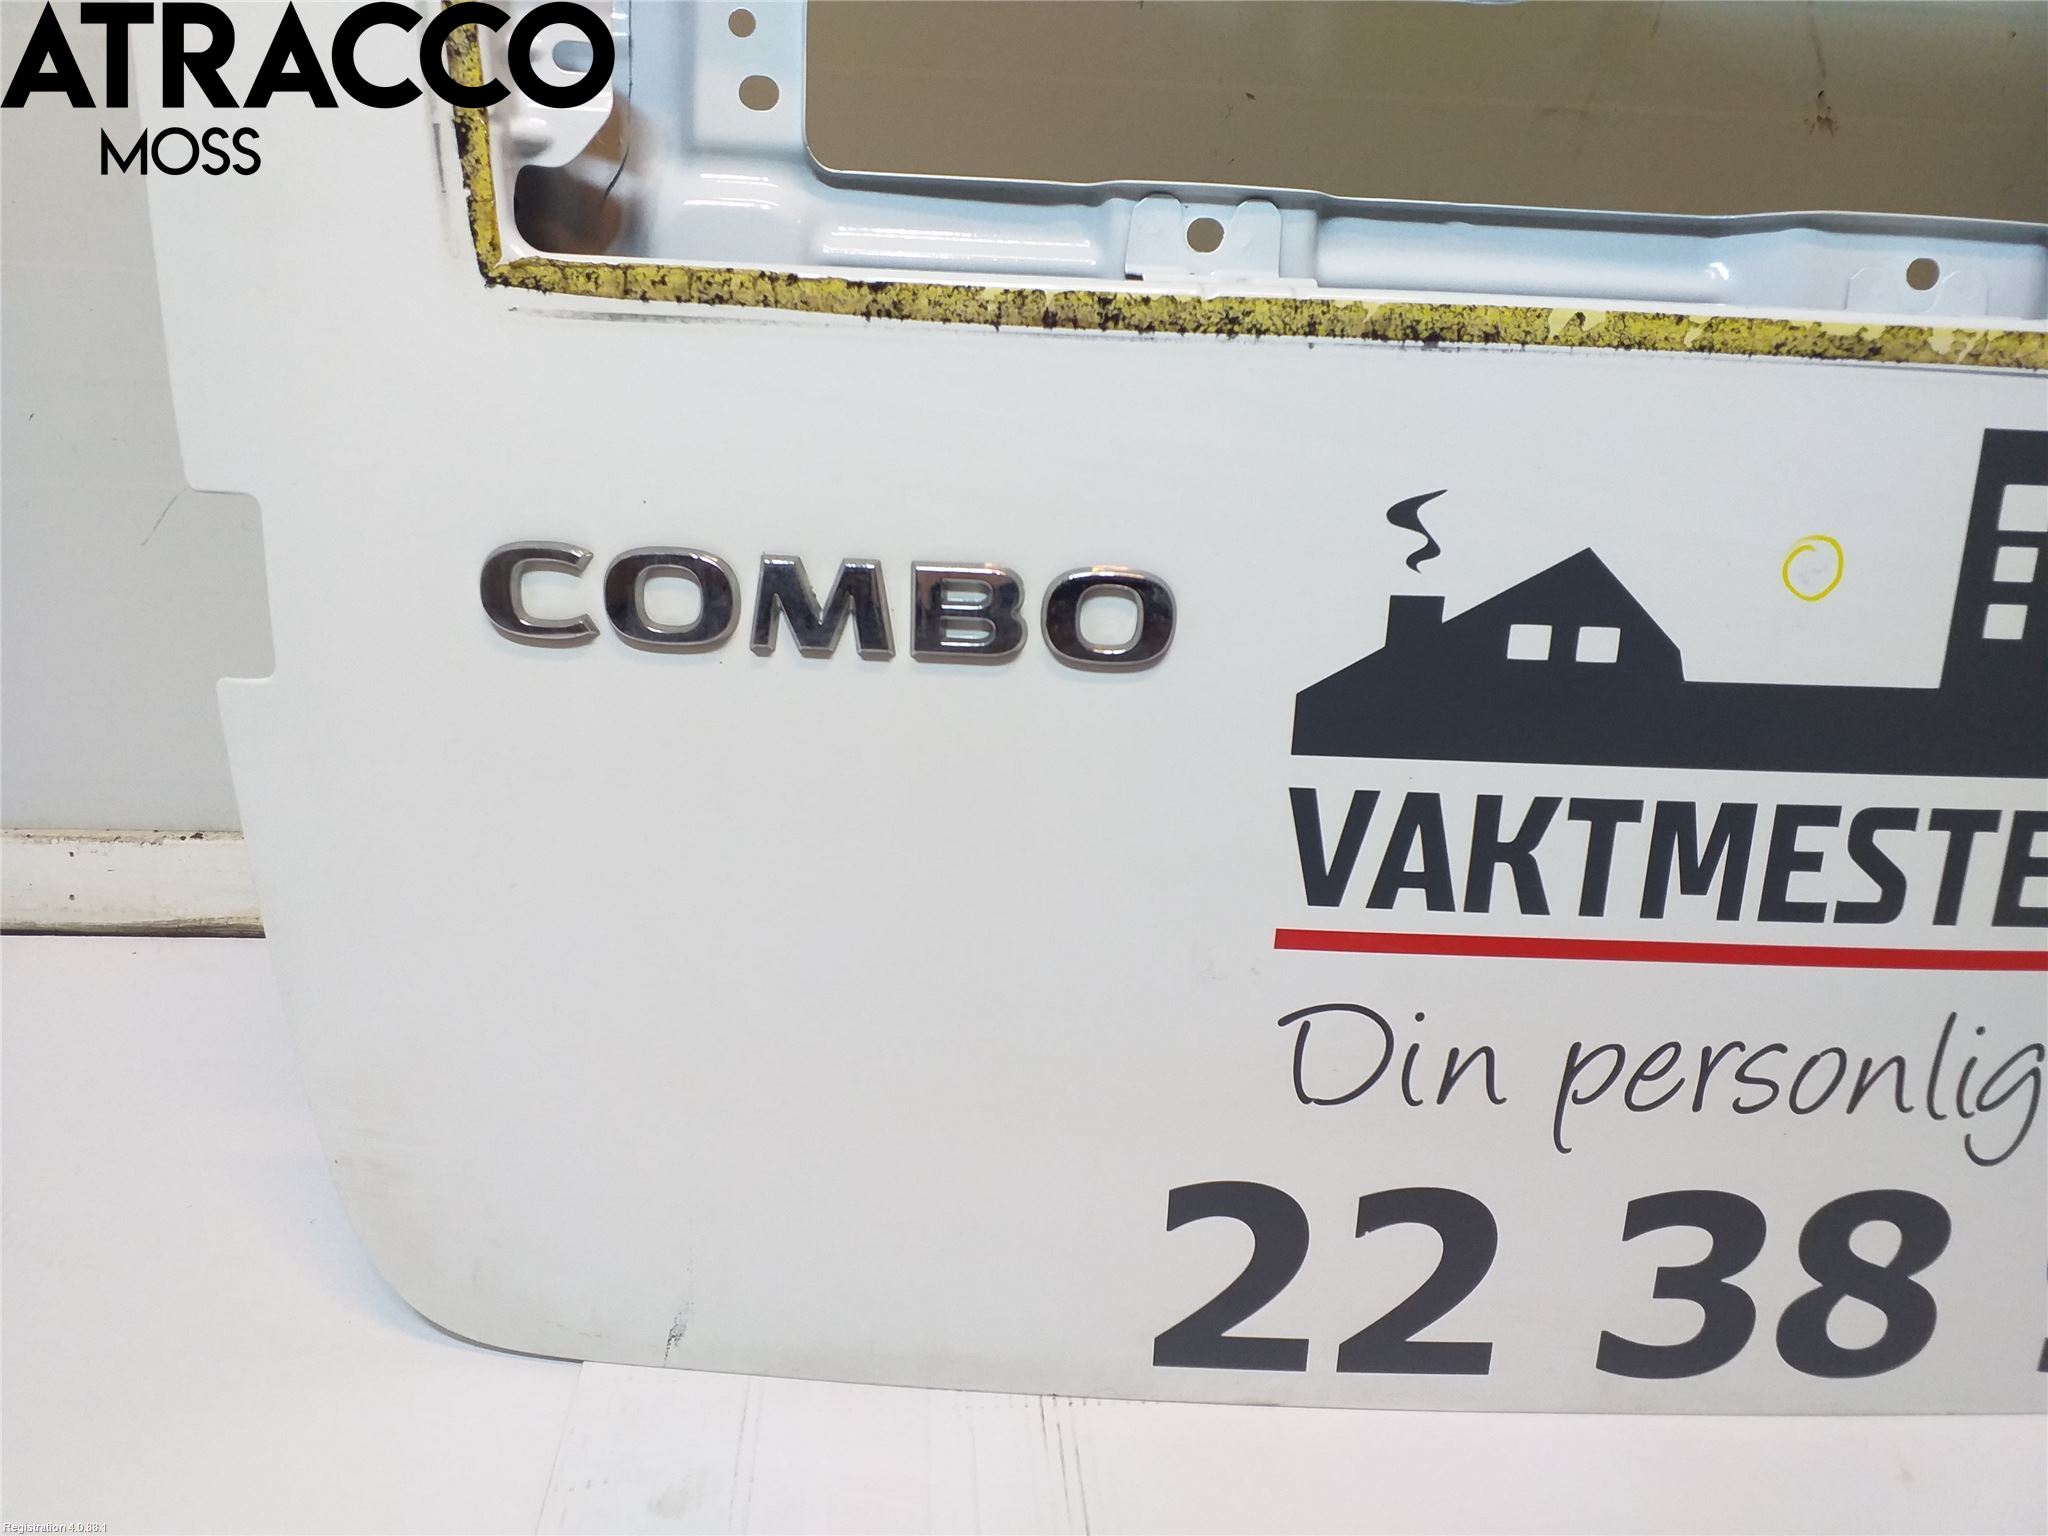 ATRACCO
MOSS
COMBO
VAKTMESTE
Din personlig
22 38
Registration 4.0.88.1